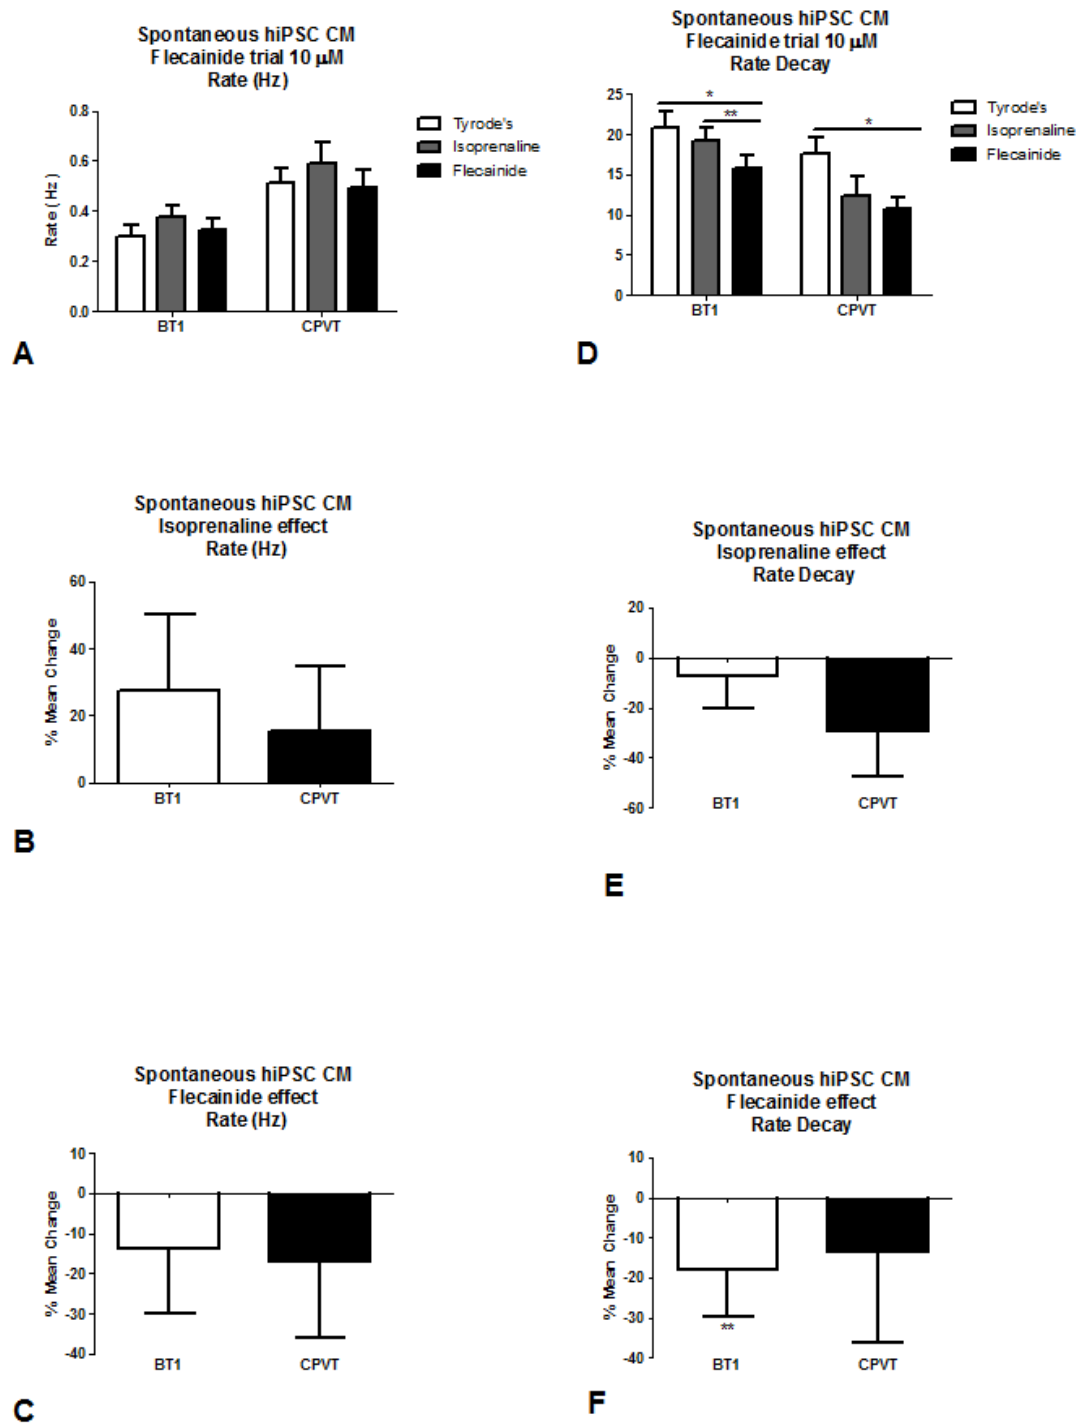 Spontaneous hiPSC CM
Flecainide trial 10 µM
Rate (Hz)
0.8
0.6
0.4
0.2
0.0
Rate (Hz)
BT1
CPVT
Tyrode's
Isoprenaline
Flecainide
A
Spontaneous hiPSC CM
Flecainide trial 10 µM
Rate Decay
25
20
15
10
5
0
*
**
*
BT1
CPVT
Tyrode's
Isoprenaline
Flecainide
D
Spontaneous hiPSC CM
Isoprenaline effect
Rate (Hz)
60
40
20
0
% Mean Change
BT1
CPVT
B
Spontaneous hiPSC CM
Isoprenaline effect
Rate Decay
20
0
-20
-40
-60
% Mean Change
BT1
CPVT
E
Spontaneous hiPSC CM
Flecainide effect
Rate (Hz)
10
0
-10
-20
-30
-40
% Mean Change
BT1
CPVT
C
Spontaneous hiPSC CM
Flecainide effect
Rate Decay
10
0
-10
-20
-30
-40
% Mean Change
**
BT1
CPVT
F